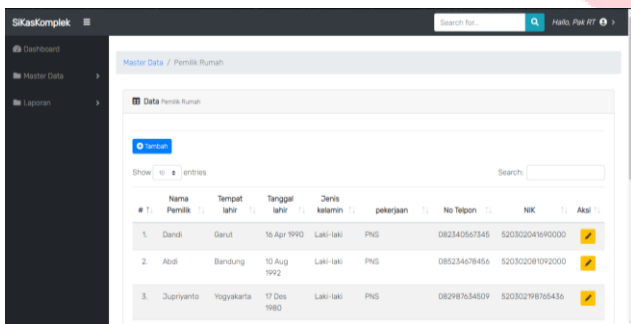 SiKasKomplek
Search for...
Hallo, Pak RT
Dashboard
Master Data
Laporan
Master Data / Pemilik Rumah
Data Pemilik Rumah
Tambah
Show 10 entries
Search:
# Nama Pemilik Tempat lahir Tanggal lahir Jenis kelamin pekerjaan No Telpon NIK Aksi
1. Dandi Garut 16 Apr 1990 Laki-laki PNS 082340567345 520302041690000
2. Abdi Bandung 10 Aug 1992 Laki-laki PNS 085234678456 520302081092000
3. Jupriyanto Yogyakarta 17 Des 1980 Laki-laki PNS 082987634509 520302198765436